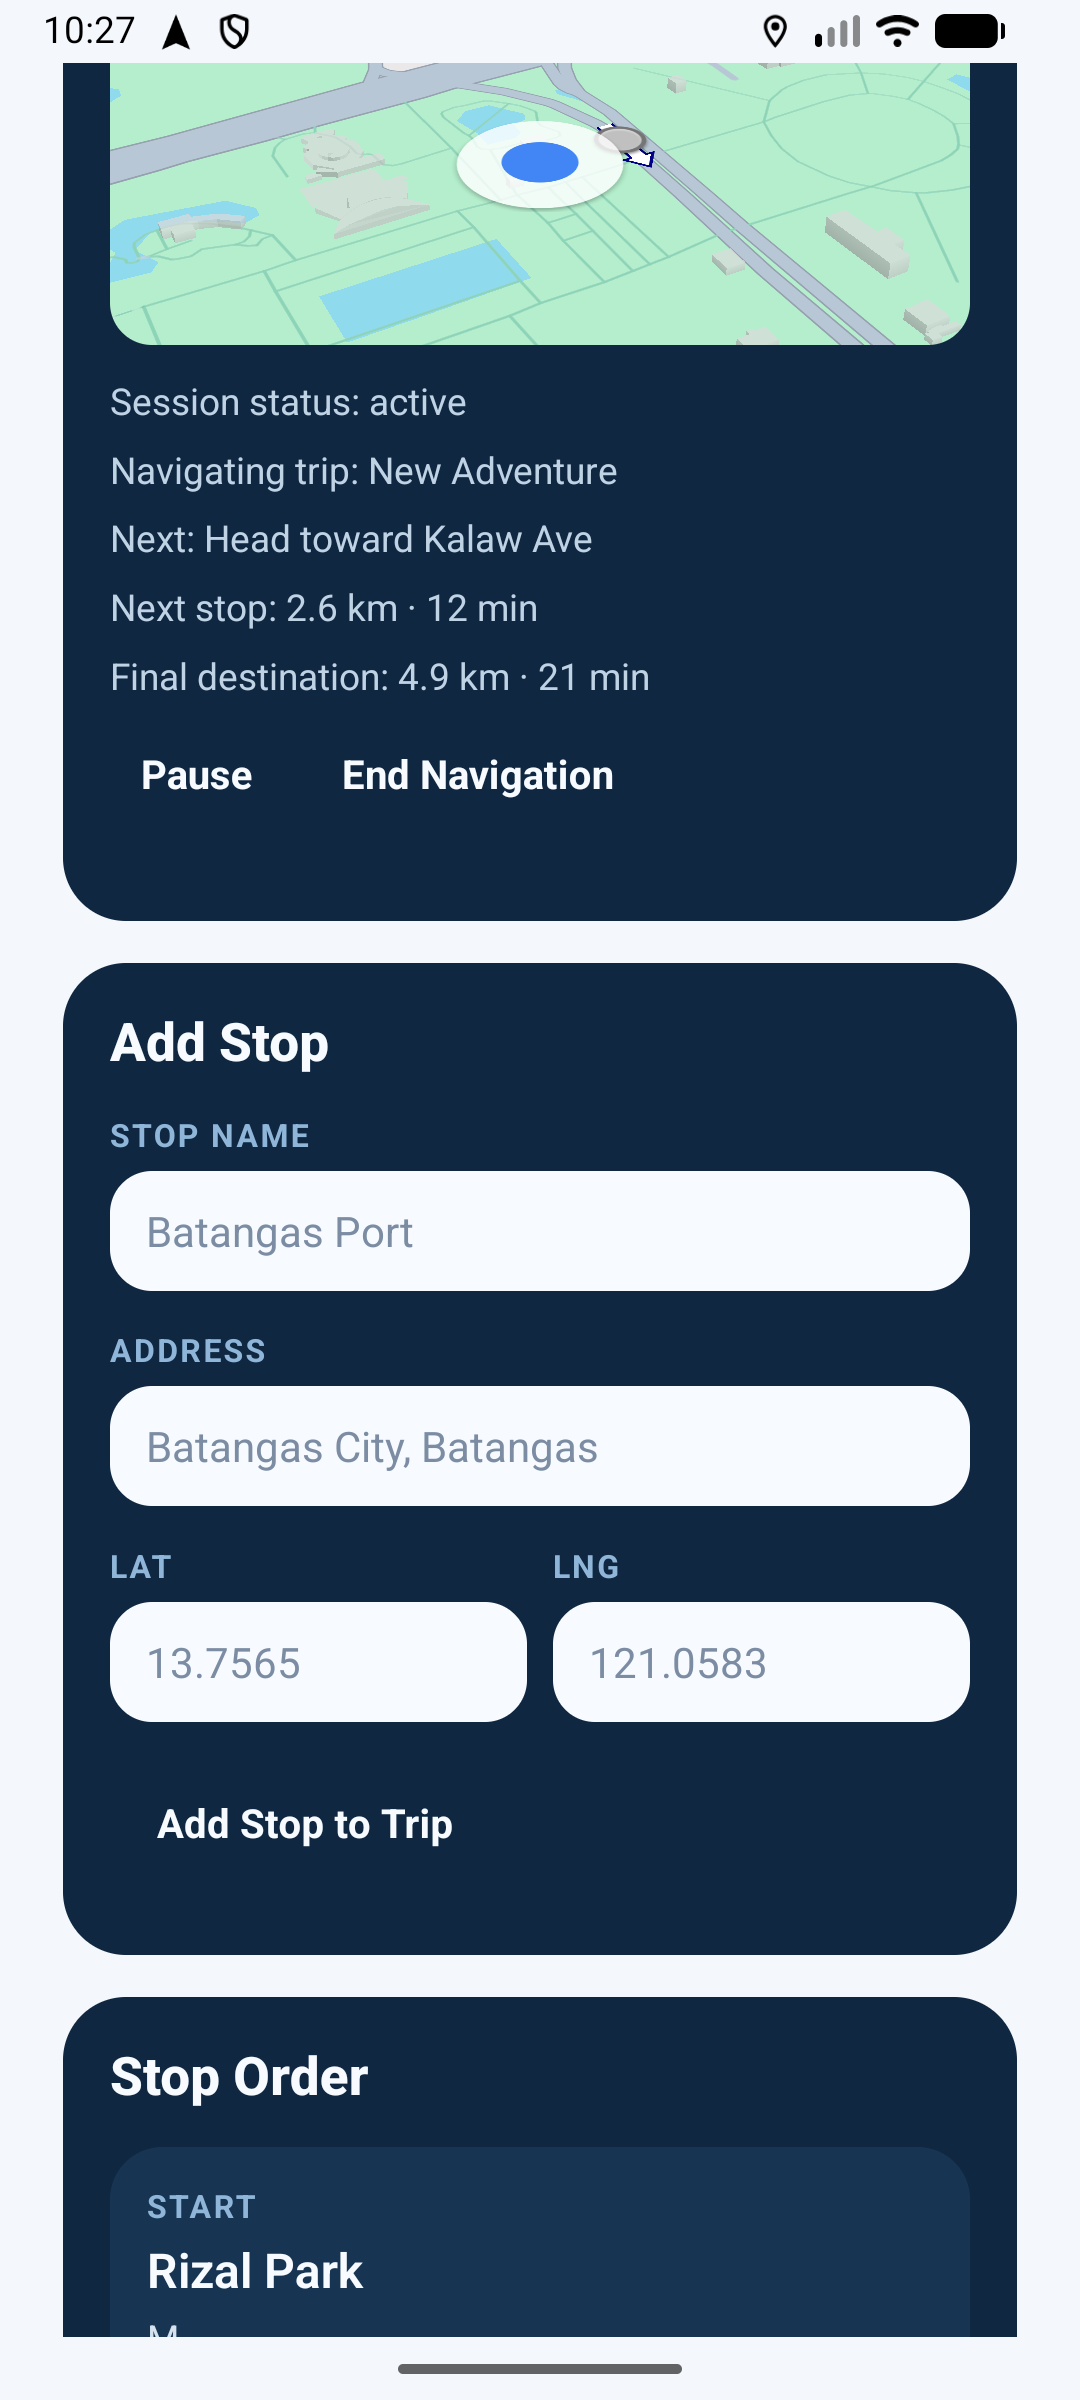 10:27
Session status: active
Navigating trip: New Adventure
Next: Head toward Kalaw Ave
Next stop: 2.6 km · 12 min
Final destination: 4.9 km · 21 min
Pause End Navigation
Add Stop
STOP NAME
Batangas Port
ADDRESS
Batangas City, Batangas
LAT LNG
13.7565 121.0583
Add Stop to Trip
Stop Order
START
Rizal Park